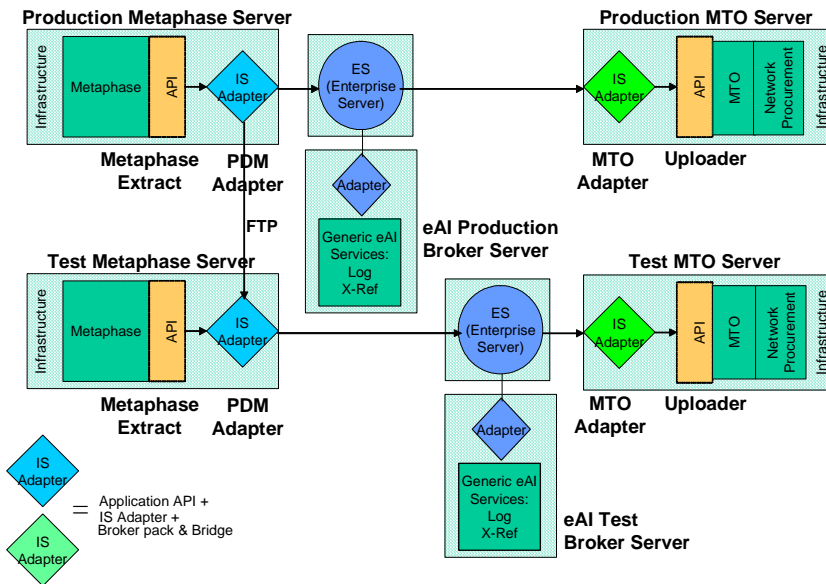 Production Metaphase Server
Production MTO Server
Infrastructure
Metaphase
API
IS
Adapter
ES
(Enterprise
Server)
IS
Adapter
API
MTO
Network
Procurement
Infrastructure
Metaphase
Extract
PDM
Adapter
MTO
Adapter
Uploader
Adapter
FTP
Generic eAI
Services:
Log
X-Ref
eAI Production
Broker Server
Test Metaphase Server
Test MTO Server
Infrastructure
Metaphase
API
IS
Adapter
ES
(Enterprise
Server)
IS
Adapter
API
MTO
Network
Procurement
Infrastructure
Metaphase
Extract
PDM
Adapter
MTO
Adapter
Uploader
Adapter
Generic eAI
Services:
Log
X-Ref
eAI Test
Broker Server
IS
Adapter
IS
Adapter
=
Application API +
IS Adapter +
Broker pack & Bridge